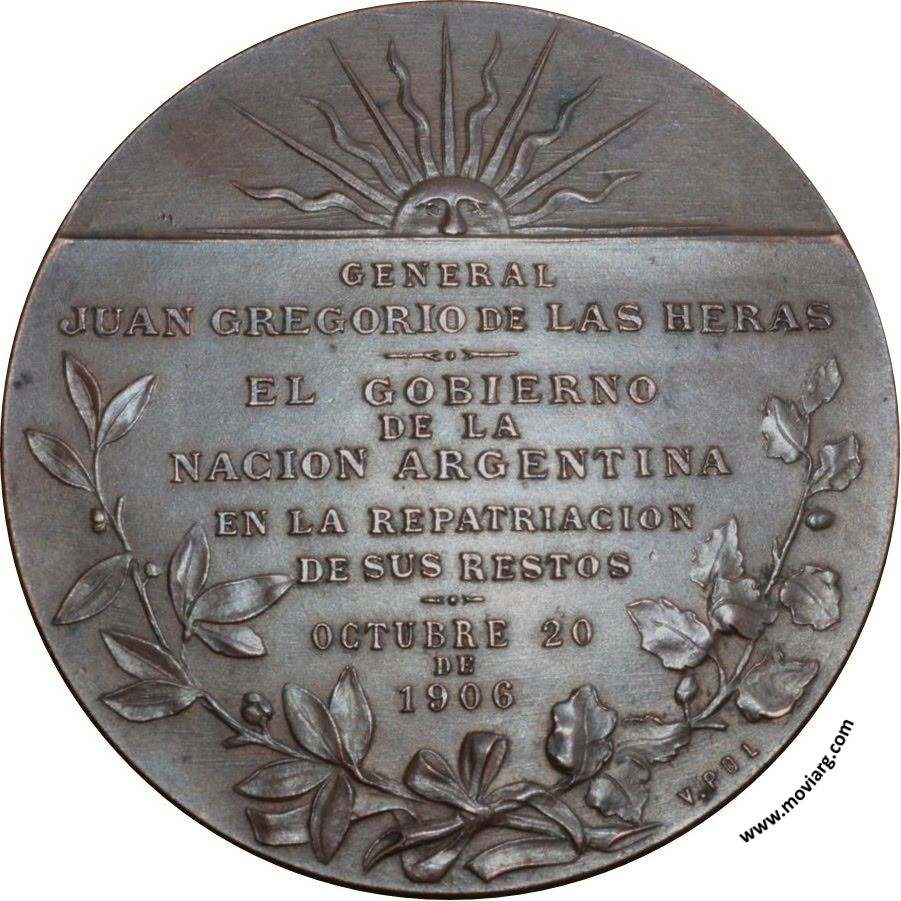 GENERAL
JUAN GREGORIO DE LAS HERAS
EL GOBIERNO
DE LA
NACION ARGENTINA
EN LA REPATRIACION
DE SUS RESTOS
OCTUBRE 20
DE
1906
V. POL
www.moviarg.com